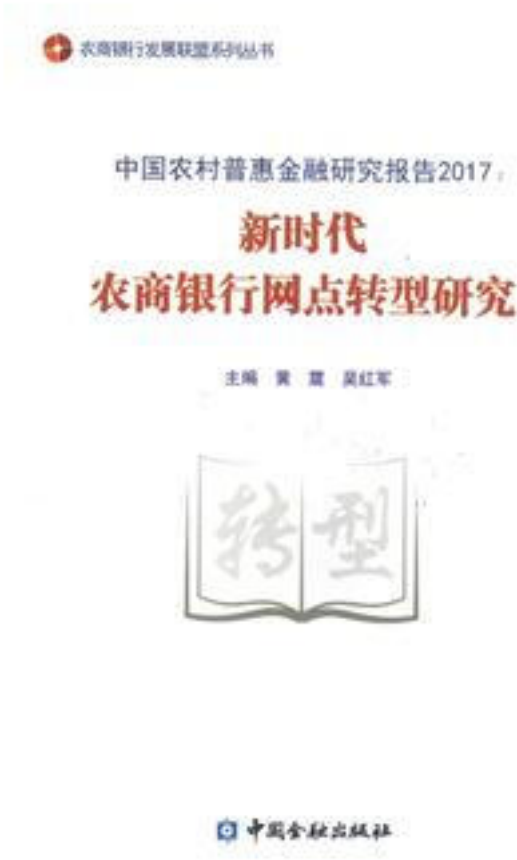 农商银行发展联盟系列丛书
中国农村普惠金融研究报告2017:
新时代
农商银行网点转型研究
主编 黄 震 吴红军
转型
中国金融出版社